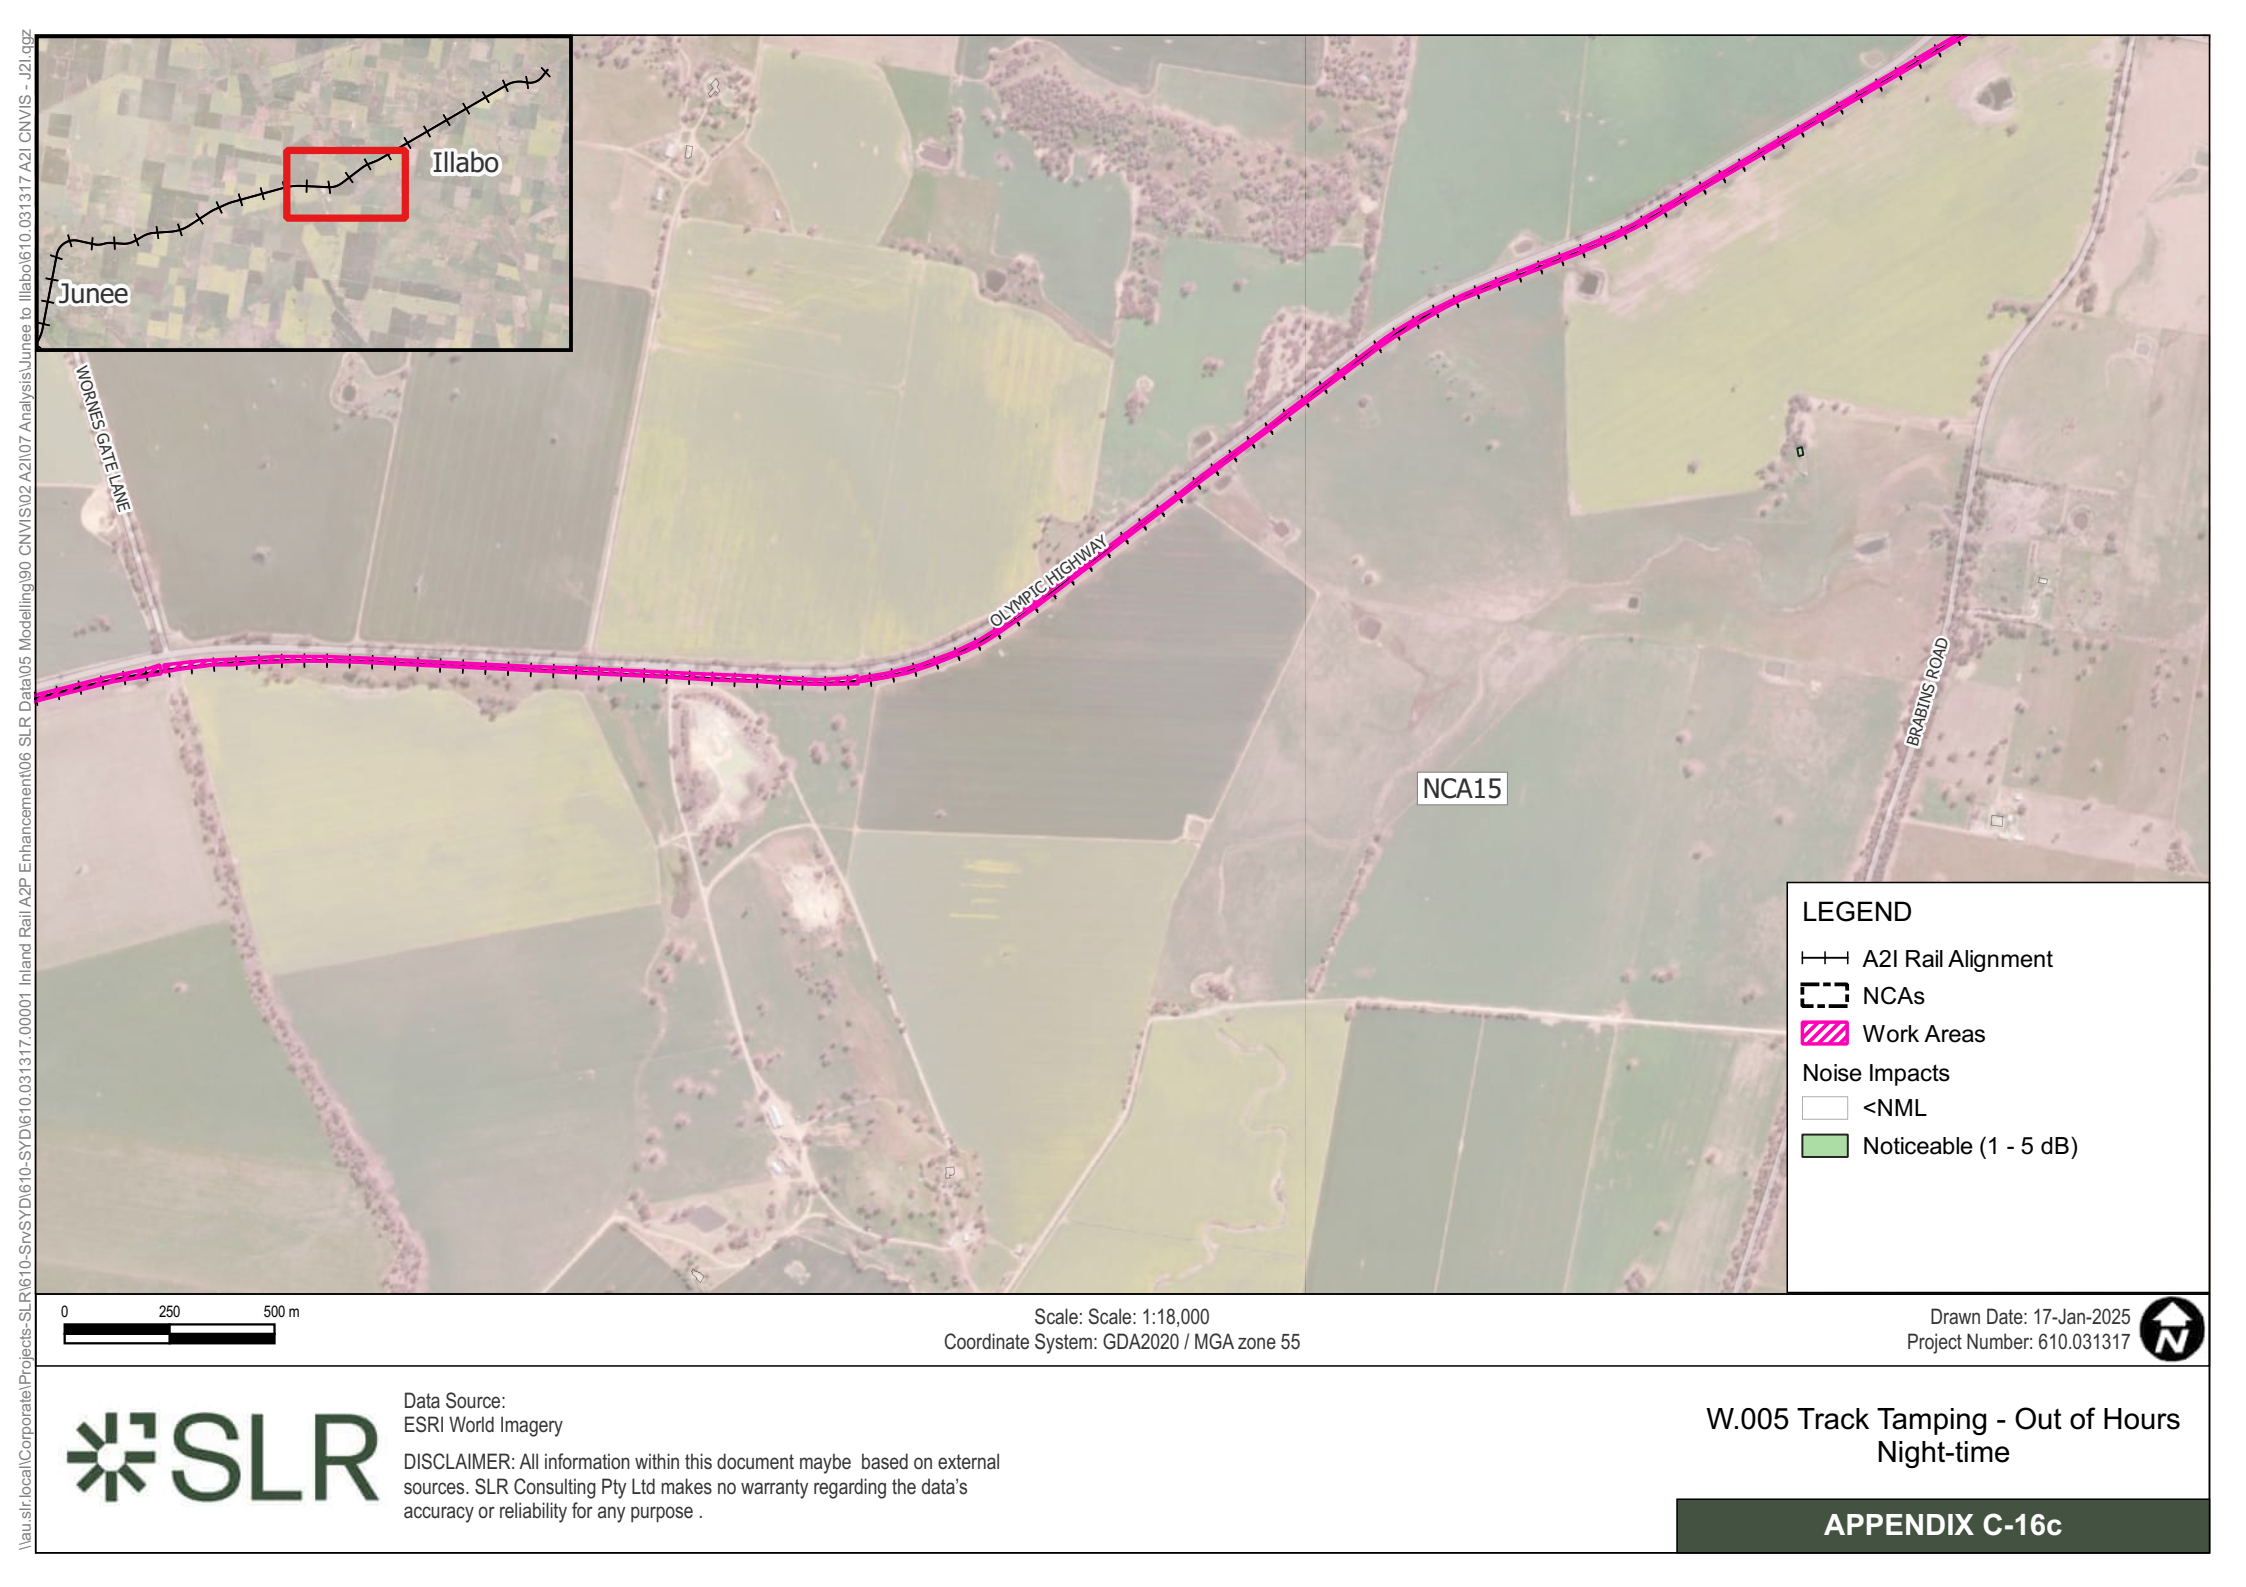 \\au.slr.local\Corporate\Projects-SLR\610-SrvSYD\610-SYD\610.031317.00001 Inland Rail A2P Enhancement\06 SLR Data\05 Modelling\90 CNVIS\02 A2I\07 Analysis\Junee to Illabo\610.031317 A2I CNVIS - J2I.qgz
Illabo
Junee
WORNES GATE LANE
OLYMPIC HIGHWAY
BRABINS ROAD
NCA15
LEGEND
A2I Rail Alignment
NCAs
Work Areas
Noise Impacts
<NML
Noticeable (1 - 5 dB)
0 250 500 m
Scale: Scale: 1:18,000
Coordinate System: GDA2020 / MGA zone 55
Drawn Date: 17-Jan-2025
Project Number: 610.031317
N
SLR
Data Source:
ESRI World Imagery
DISCLAIMER: All information within this document maybe  based on external
sources. SLR Consulting Pty Ltd makes no warranty regarding the data's
accuracy or reliability for any purpose .
W.005 Track Tamping - Out of Hours
Night-time
APPENDIX C-16c